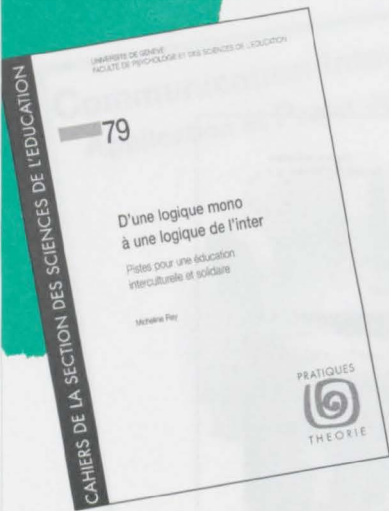 UNIVERSITE DE GENEVE
FACULTE DE PSYCHOLOGIE ET DES SCIENCES DE L'EDUCATION
79
D'une logique mono
à une logique de l'inter
Pistes pour une éducation
interculturelle et solidaire
Micheline Rey
PRATIQUES
THEORIE
CAHIERS DE LA SECTION DES SCIENCES DE L'EDUCATION